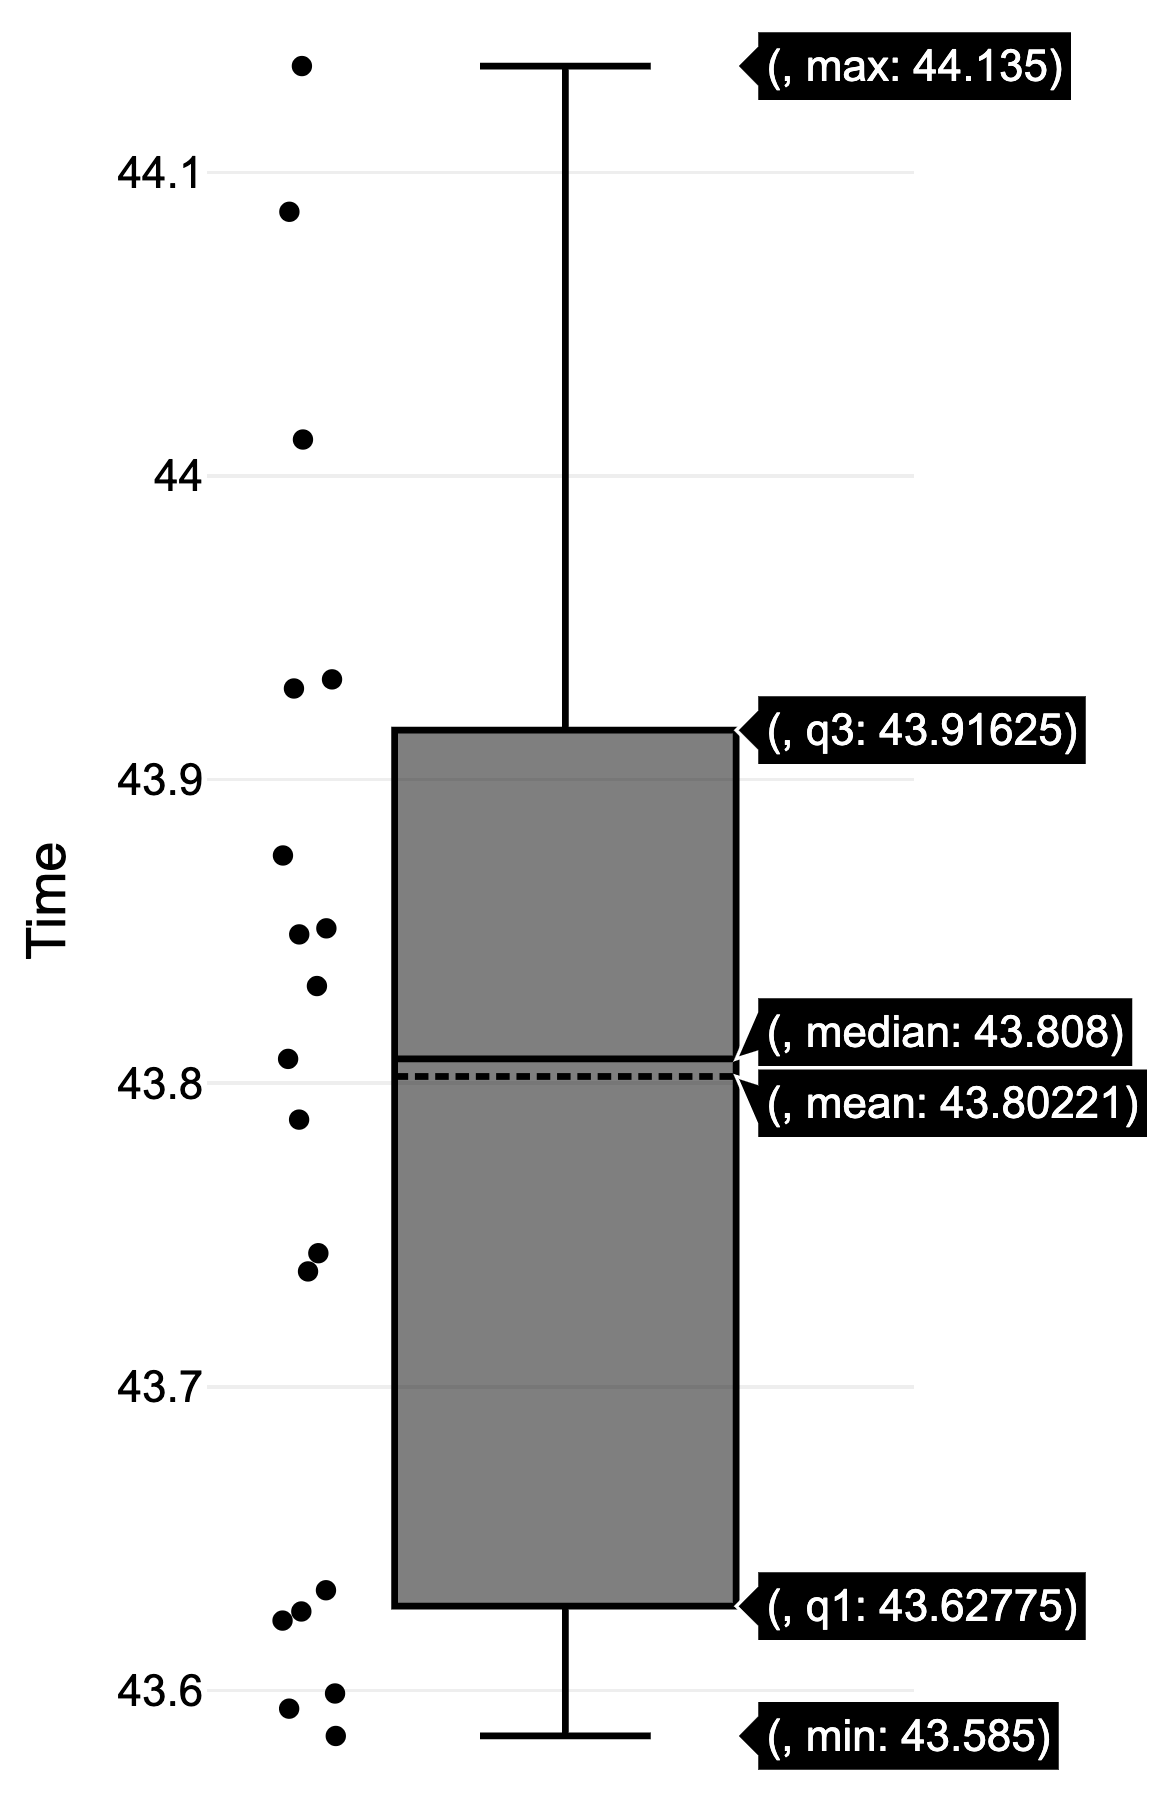 (, max: 44.135)
44.1
44
(, q3: 43.91625)
43.9
Time
(, median: 43.808)
43.8
(, mean: 43.80221)
43.7
(, q1: 43.62775)
43.6
(, min: 43.585)